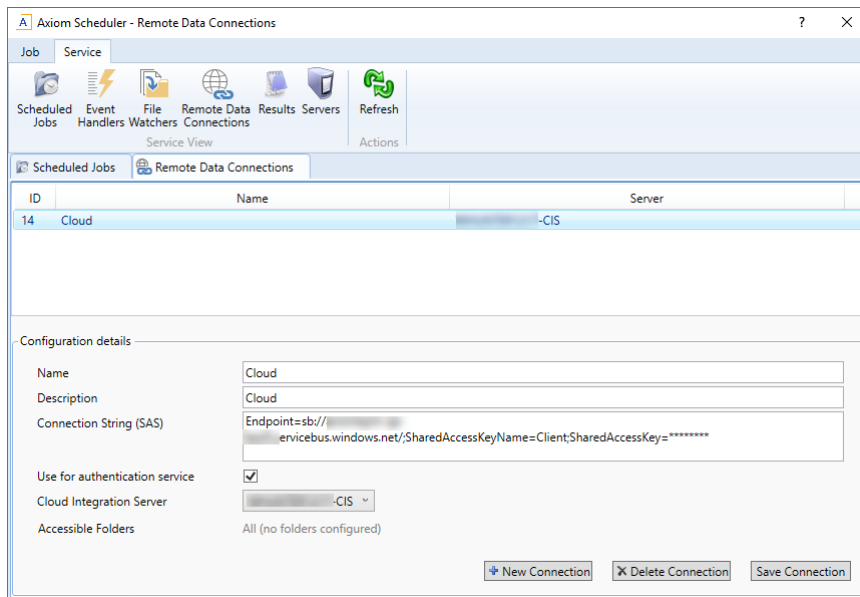 A Axiom Scheduler - Remote Data Connections ? ×
Job Service
Scheduled Jobs Event Handlers File Watchers Remote Data Connections Results Servers Refresh
Service View Actions
Scheduled Jobs Remote Data Connections
ID Name Server
14 Cloud -CIS
Configuration details
Name Cloud
Description Cloud
Connection String (SAS) Endpoint=sb://
ervicebus.windows.net/;SharedAccessKeyName=Client;SharedAccessKey=********
Use for authentication service
Cloud Integration Server -CIS
Accessible Folders All (no folders configured)
New Connection Delete Connection Save Connection